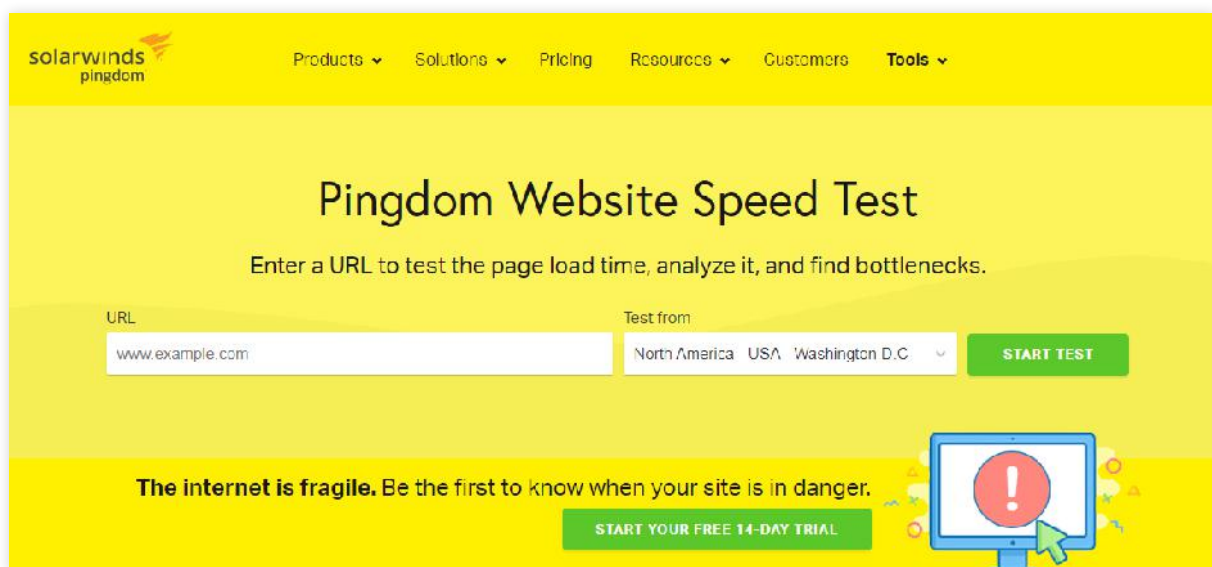 solarwinds
pingdom
Products Solutions Pricing Resources Customers Tools
Pingdom Website Speed Test
Enter a URL to test the page load time, analyze it, and find bottlenecks.
URL Test from
www.example.com North America USA Washington D.C START TEST
The internet is fragile. Be the first to know when your site is in danger.
START YOUR FREE 14-DAY TRIAL